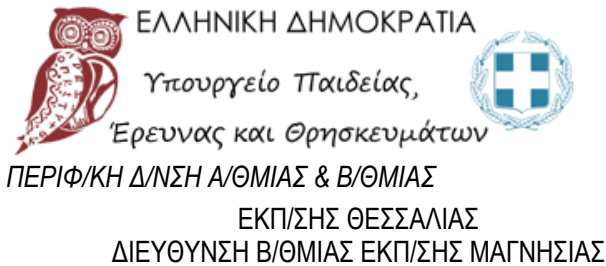 ΕΛΛΗΝΙΚΗ ΔΗΜΟΚΡΑΤΙΑ
Υπουργείο Παιδείας,
Έρευνας και Θρησκευμάτων
ΠΕΡΙΦ/ΚΗ Δ/ΝΣΗ Α/ΘΜΙΑΣ & Β/ΘΜΙΑΣ
ΕΚΠ/ΣΗΣ ΘΕΣΣΑΛΙΑΣ
ΔΙΕΥΘΥΝΣΗ Β/ΘΜΙΑΣ ΕΚΠ/ΣΗΣ ΜΑΓΝΗΣΙΑΣ